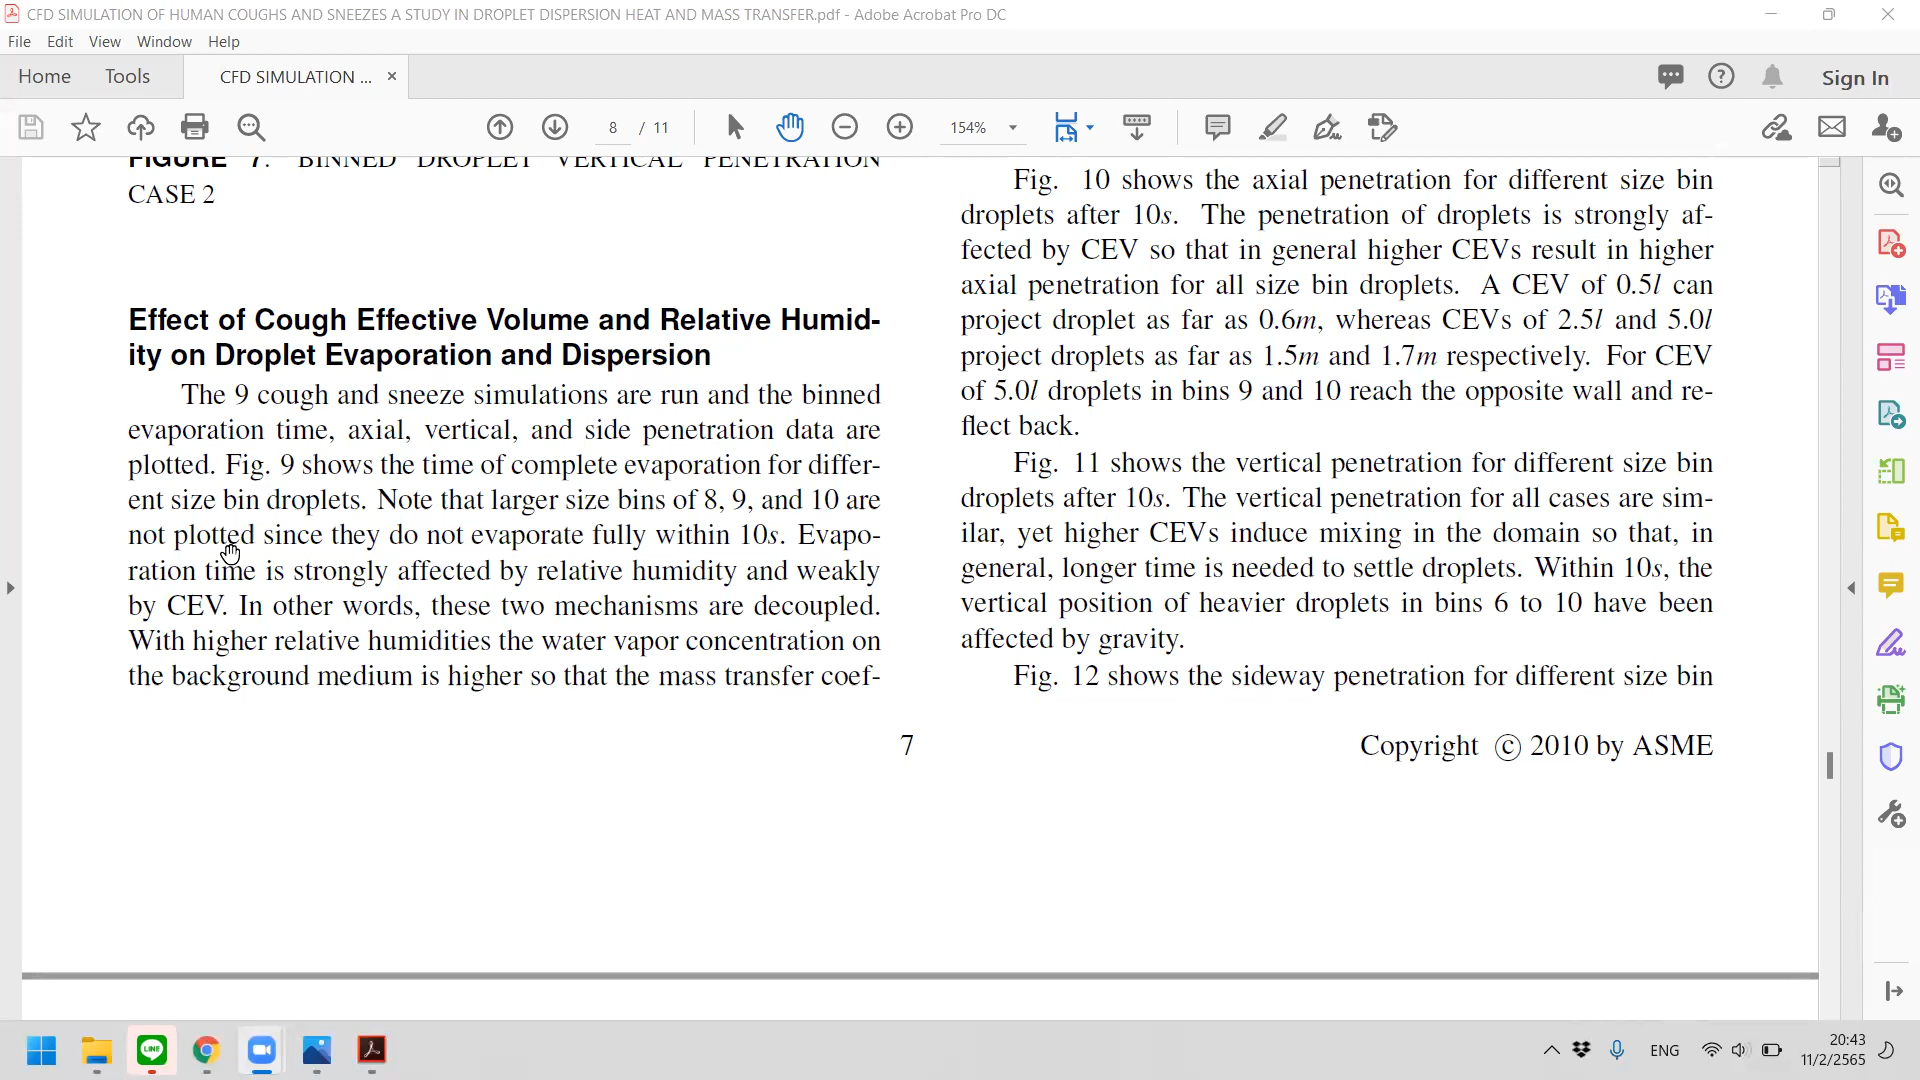 CFD SIMULATION OF HUMAN COUGHS AND SNEEZES A STUDY IN DROPLET DISPERSION HEAT AND MASS TRANSFER.pdf - Adobe Acrobat Pro DC
File Edit View Window Help
Home Tools CFD SIMULATION ... × Sign In
8 / 11 154%
FIGURE 7. BINNED DROPLET VERTICAL PENETRATION
CASE 2
Effect of Cough Effective Volume and Relative Humid-
ity on Droplet Evaporation and Dispersion
The 9 cough and sneeze simulations are run and the binned
evaporation time, axial, vertical, and side penetration data are
plotted. Fig. 9 shows the time of complete evaporation for differ-
ent size bin droplets. Note that larger size bins of 8, 9, and 10 are
not plotted since they do not evaporate fully within 10s. Evapo-
ration time is strongly affected by relative humidity and weakly
by CEV. In other words, these two mechanisms are decoupled.
With higher relative humidities the water vapor concentration on
the background medium is higher so that the mass transfer coef-
Fig. 10 shows the axial penetration for different size bin
droplets after 10s. The penetration of droplets is strongly af-
fected by CEV so that in general higher CEVs result in higher
axial penetration for all size bin droplets. A CEV of 0.5l can
project droplet as far as 0.6m, whereas CEVs of 2.5l and 5.0l
project droplets as far as 1.5m and 1.7m respectively. For CEV
of 5.0l droplets in bins 9 and 10 reach the opposite wall and re-
flect back.
Fig. 11 shows the vertical penetration for different size bin
droplets after 10s. The vertical penetration for all cases are sim-
ilar, yet higher CEVs induce mixing in the domain so that, in
general, longer time is needed to settle droplets. Within 10s, the
vertical position of heavier droplets in bins 6 to 10 have been
affected by gravity.
Fig. 12 shows the sideway penetration for different size bin
7 Copyright © 2010 by ASME
LINE
ENG
20:43
11/2/2565